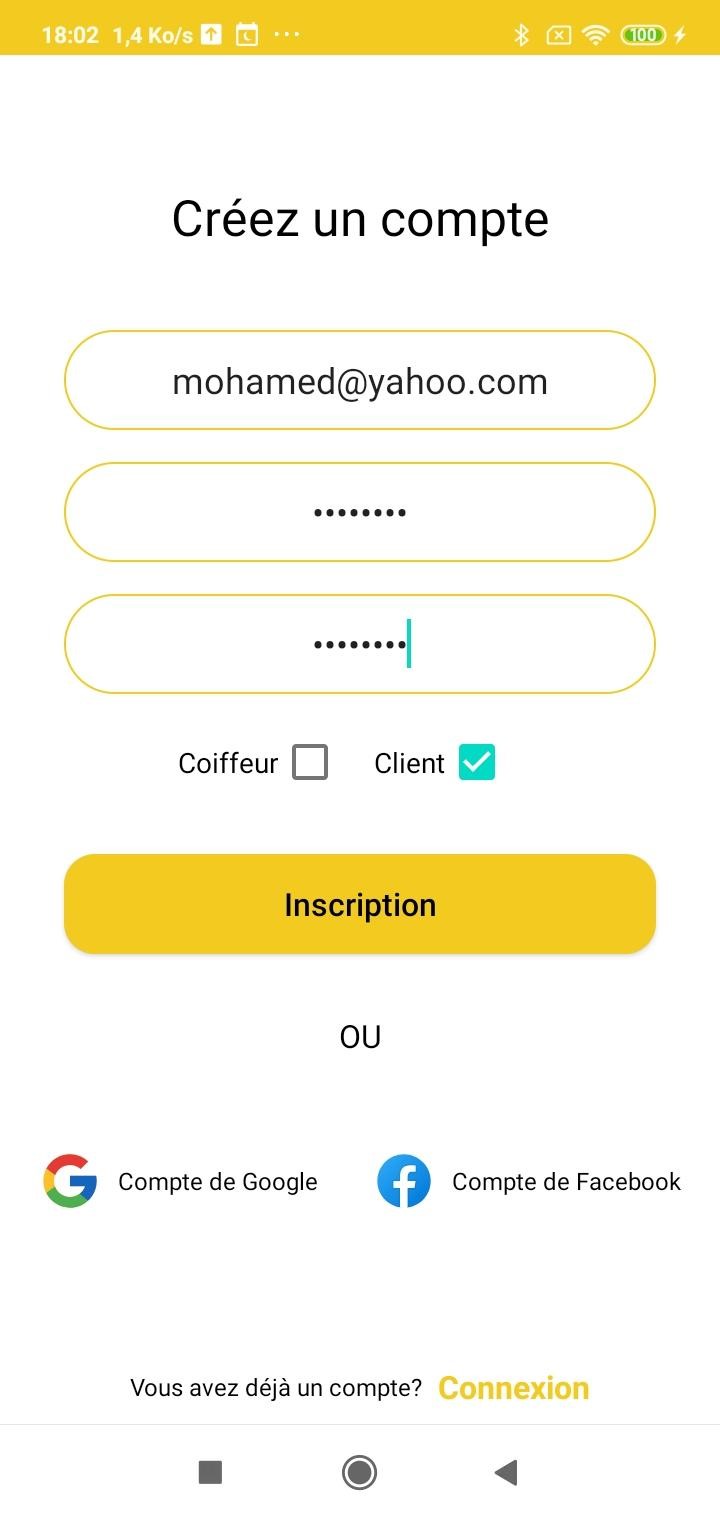 18:02 1,4 Ko/s ... 100
Créez un compte
mohamed@yahoo.com
••••••••
••••••••
Coiffeur Client
Inscription
OU
Compte de Google Compte de Facebook
Vous avez déjà un compte? Connexion